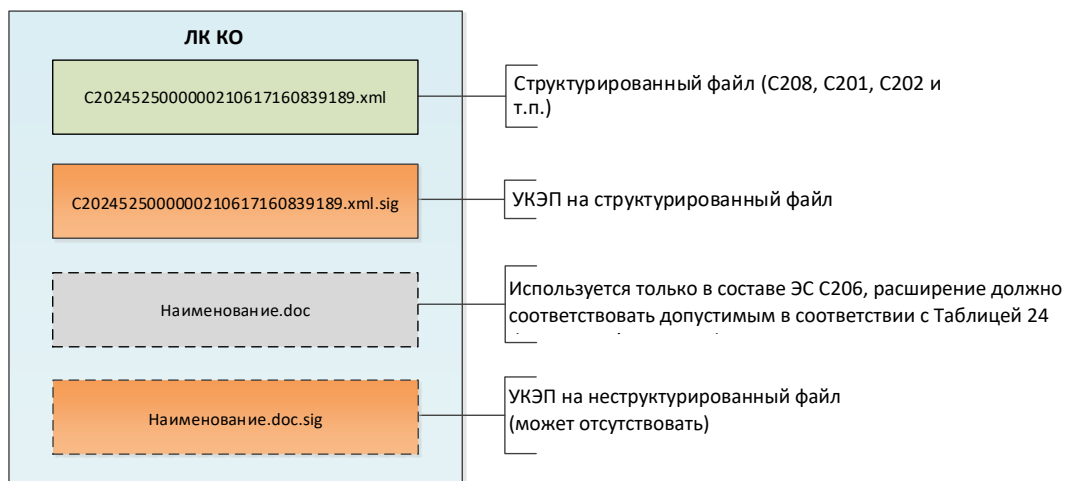 ЛК КО
C2024525000000210617160839189.xml
Структурированный файл (C208, C201, C202 и
т.п.)
C2024525000000210617160839189.xml.sig
УКЭП на структурированный файл
Наименование.doc
Используется только в составе ЭС C206, расширение должно
соответствовать допустимым в соответствии с Таблицей 24
Наименование.doc.sig
УКЭП на неструктурированный файл
(может отсутствовать)